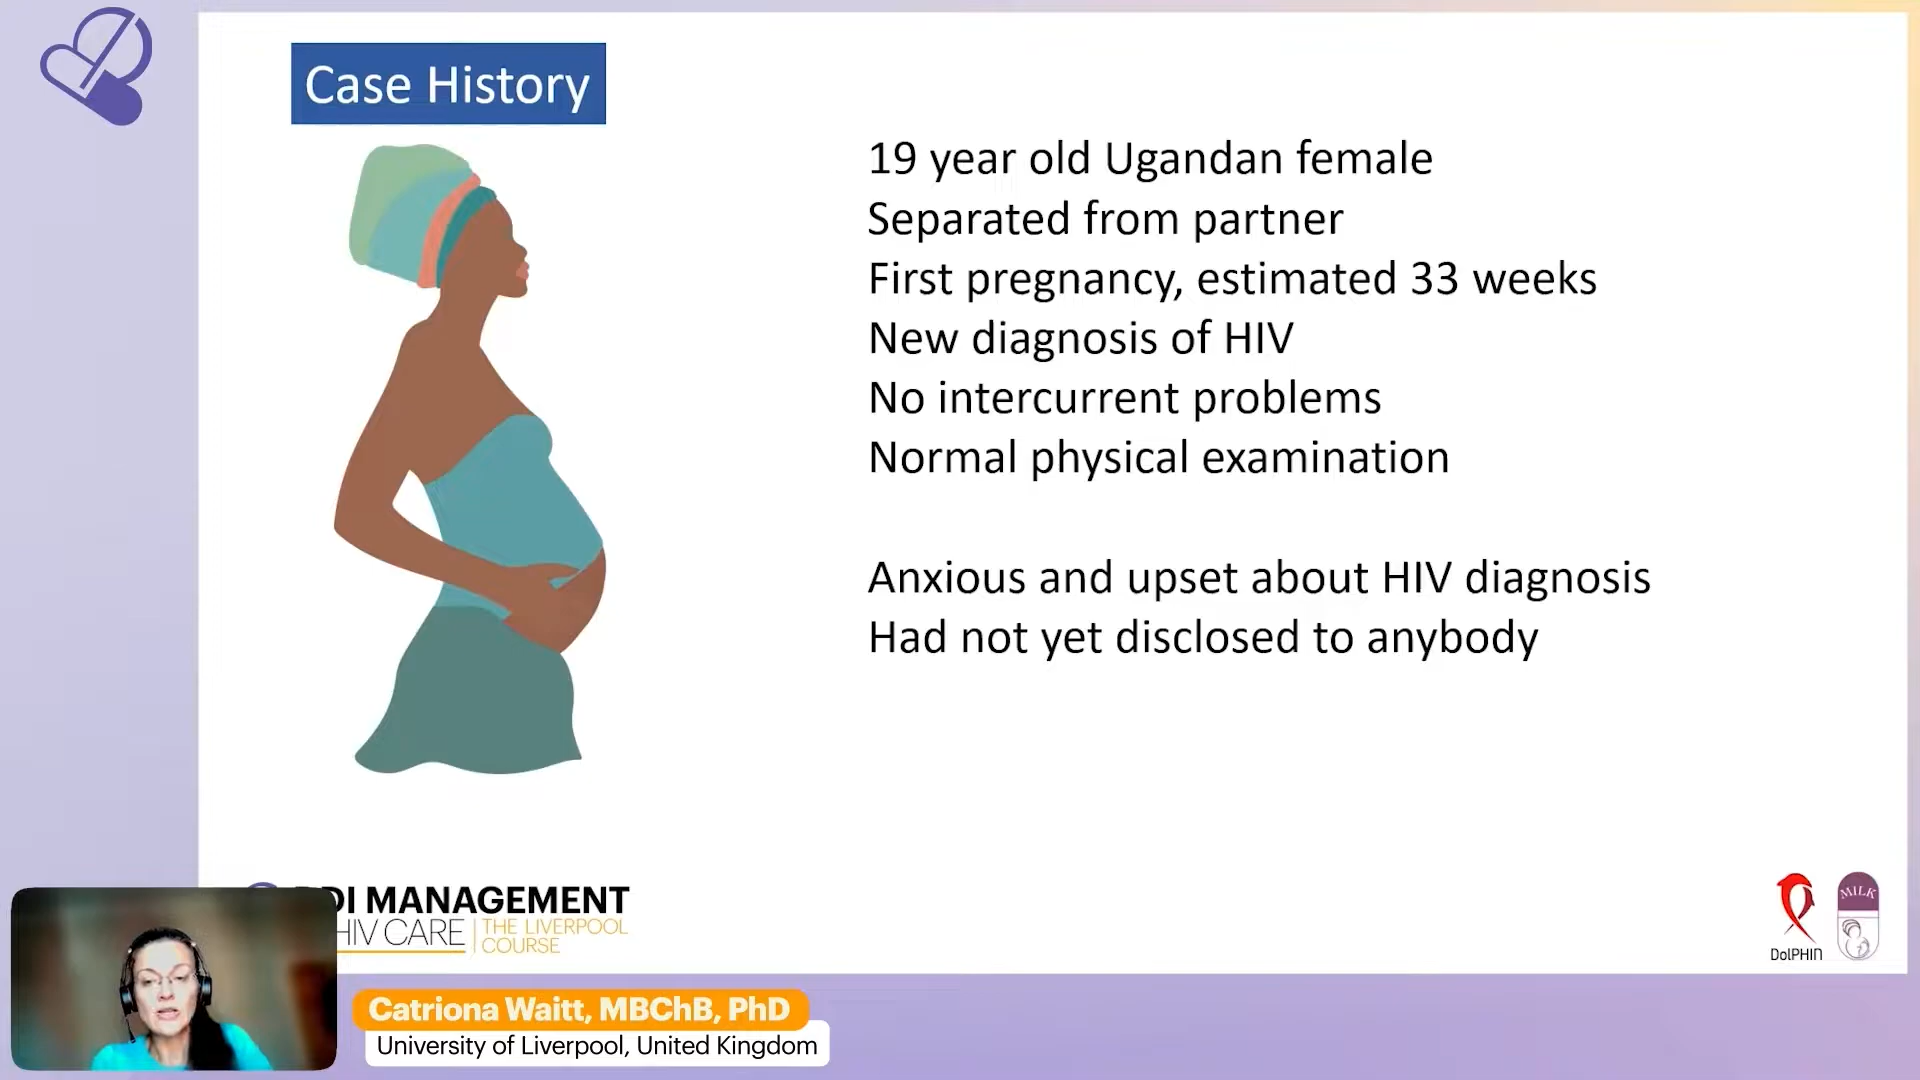 Case History
19 year old Ugandan female
Separated from partner
First pregnancy, estimated 33 weeks
New diagnosis of HIV
No intercurrent problems
Normal physical examination
Anxious and upset about HIV diagnosis
Had not yet disclosed to anybody
DI MANAGEMENT
HIV CARE
THE LIVERPOOL
COURSE
DolPHIN
MILK
Catriona Waitt, MBChB, PhD
University of Liverpool, United Kingdom